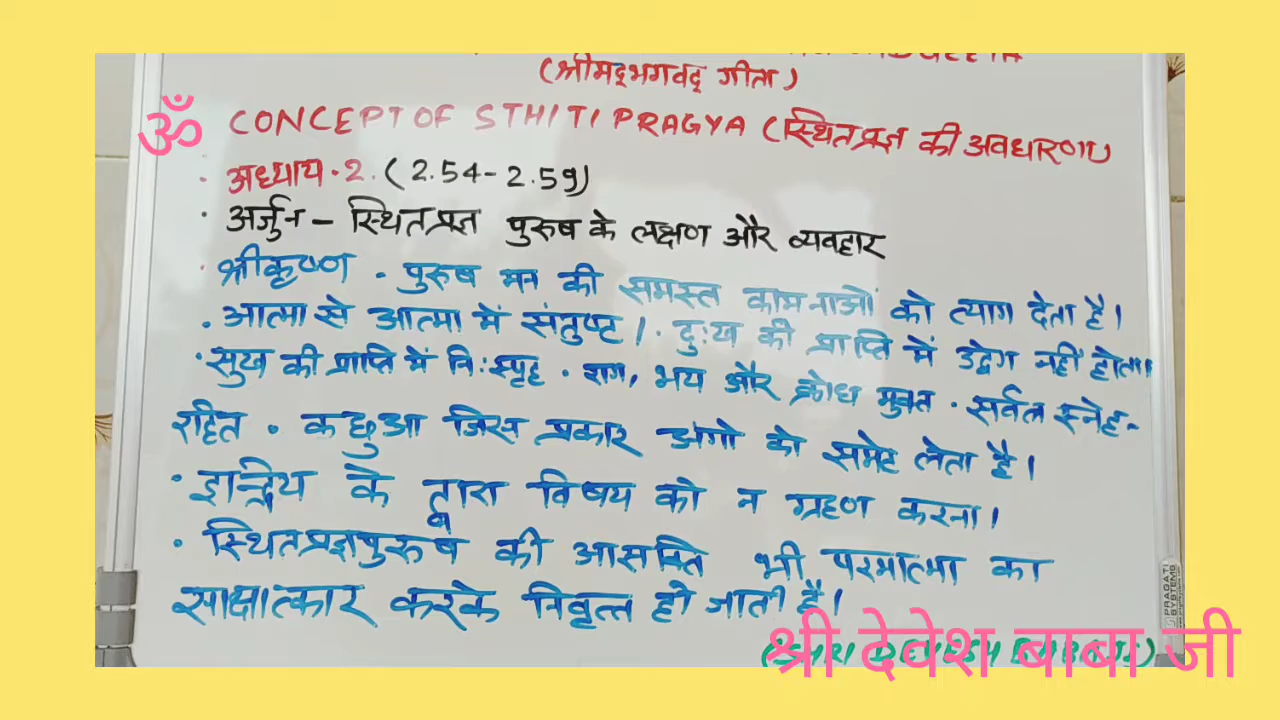 (श्रीमद्भगवद् गीता)
ॐ CONCEPT OF STHITI PRAGYA (स्थितप्रज्ञ की अवधारणा)
· अध्याय·2. (2.54-2.59)
· अर्जुन – स्थितप्रज्ञ पुरुष के लक्षण और व्यवहार
· श्रीकृष्ण · पुरुष मन की समस्त कामनाओं को त्याग देता है।
· आत्मा से आत्मा में संतुष्ट। · दुःख की प्राप्ति में उद्वेग नहीं होता।
· सुख की प्राप्ति में निःस्पृह · राग, भय और क्रोध मुक्त · सर्वत्र स्नेह-
रहित · कछुआ जिस प्रकार अंगो को समेट लेता है।
· इन्द्रिय के द्वारा विषय को न ग्रहण करना।
· स्थितप्रज्ञपुरुष की आसक्ति भी परमात्मा का
साक्षात्कार करके निवृत्त हो जाती है।
PRAGATI SYSTEMS
श्री देवेश बाबा जी